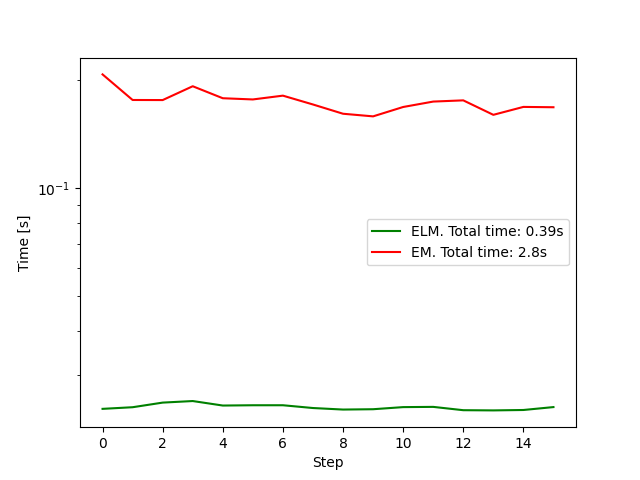 Time [s]
10⁻¹
ELM. Total time: 0.39s
EM. Total time: 2.8s
0 2 4 6 8 10 12 14
Step